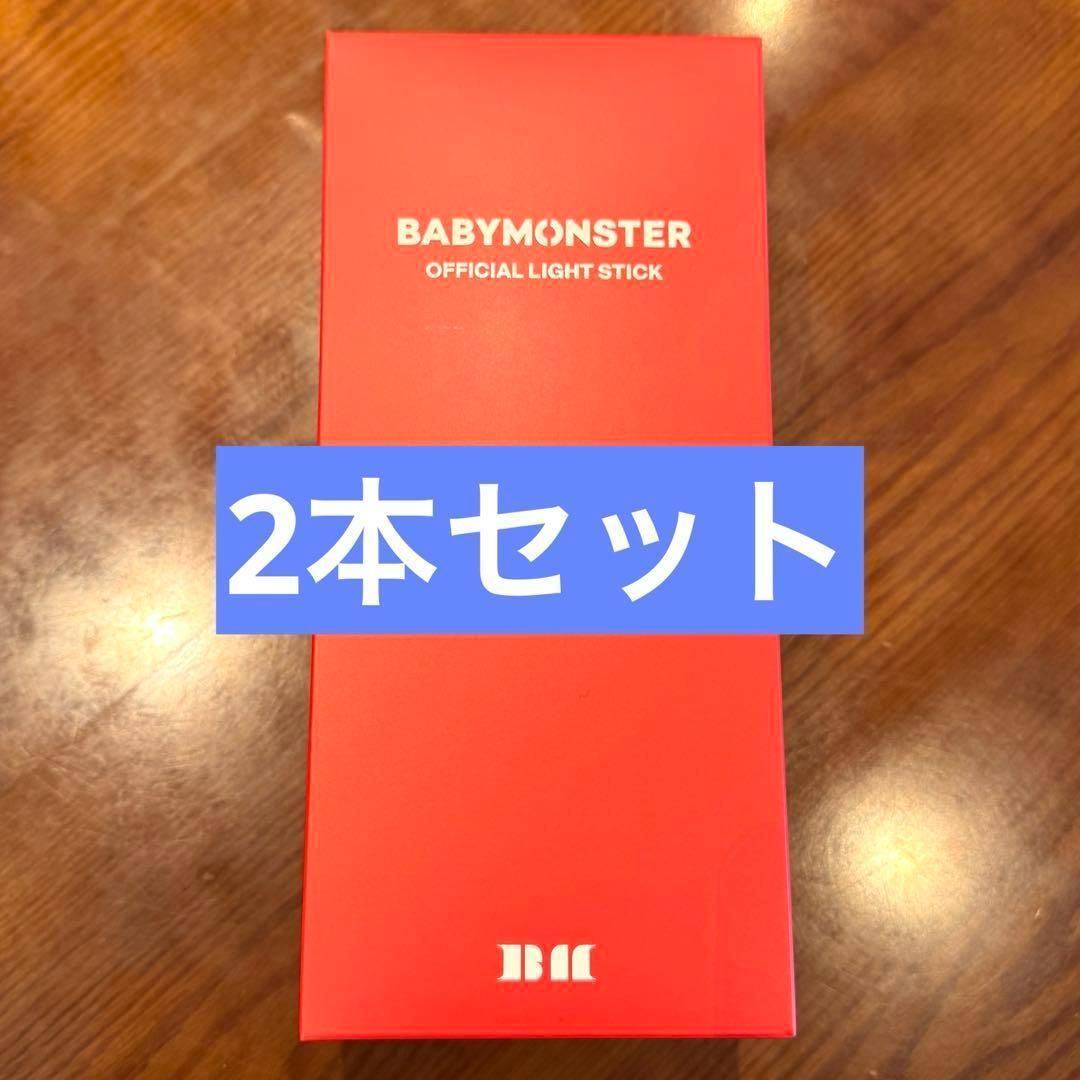 BABYMONSTER
OFFICIAL LIGHT STICK
2本セット
BM